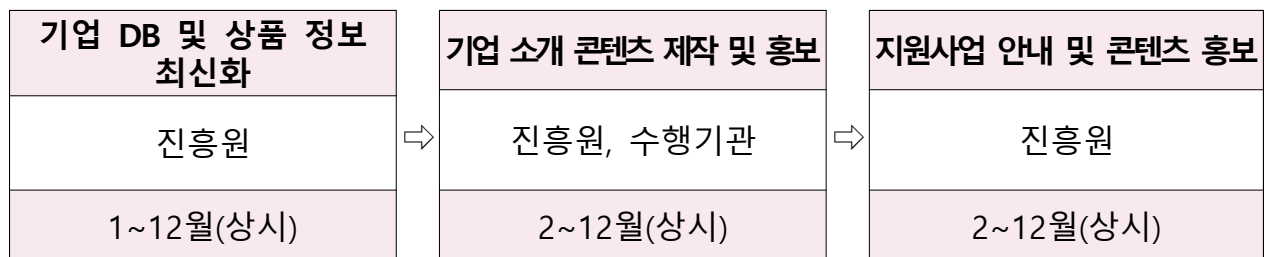 기업 DB 및 상품 정보
최신화
진흥원
1~12월(상시)
⇨
기업 소개 콘텐츠 제작 및 홍보
진흥원, 수행기관
2~12월(상시)
⇨
지원사업 안내 및 콘텐츠 홍보
진흥원
2~12월(상시)